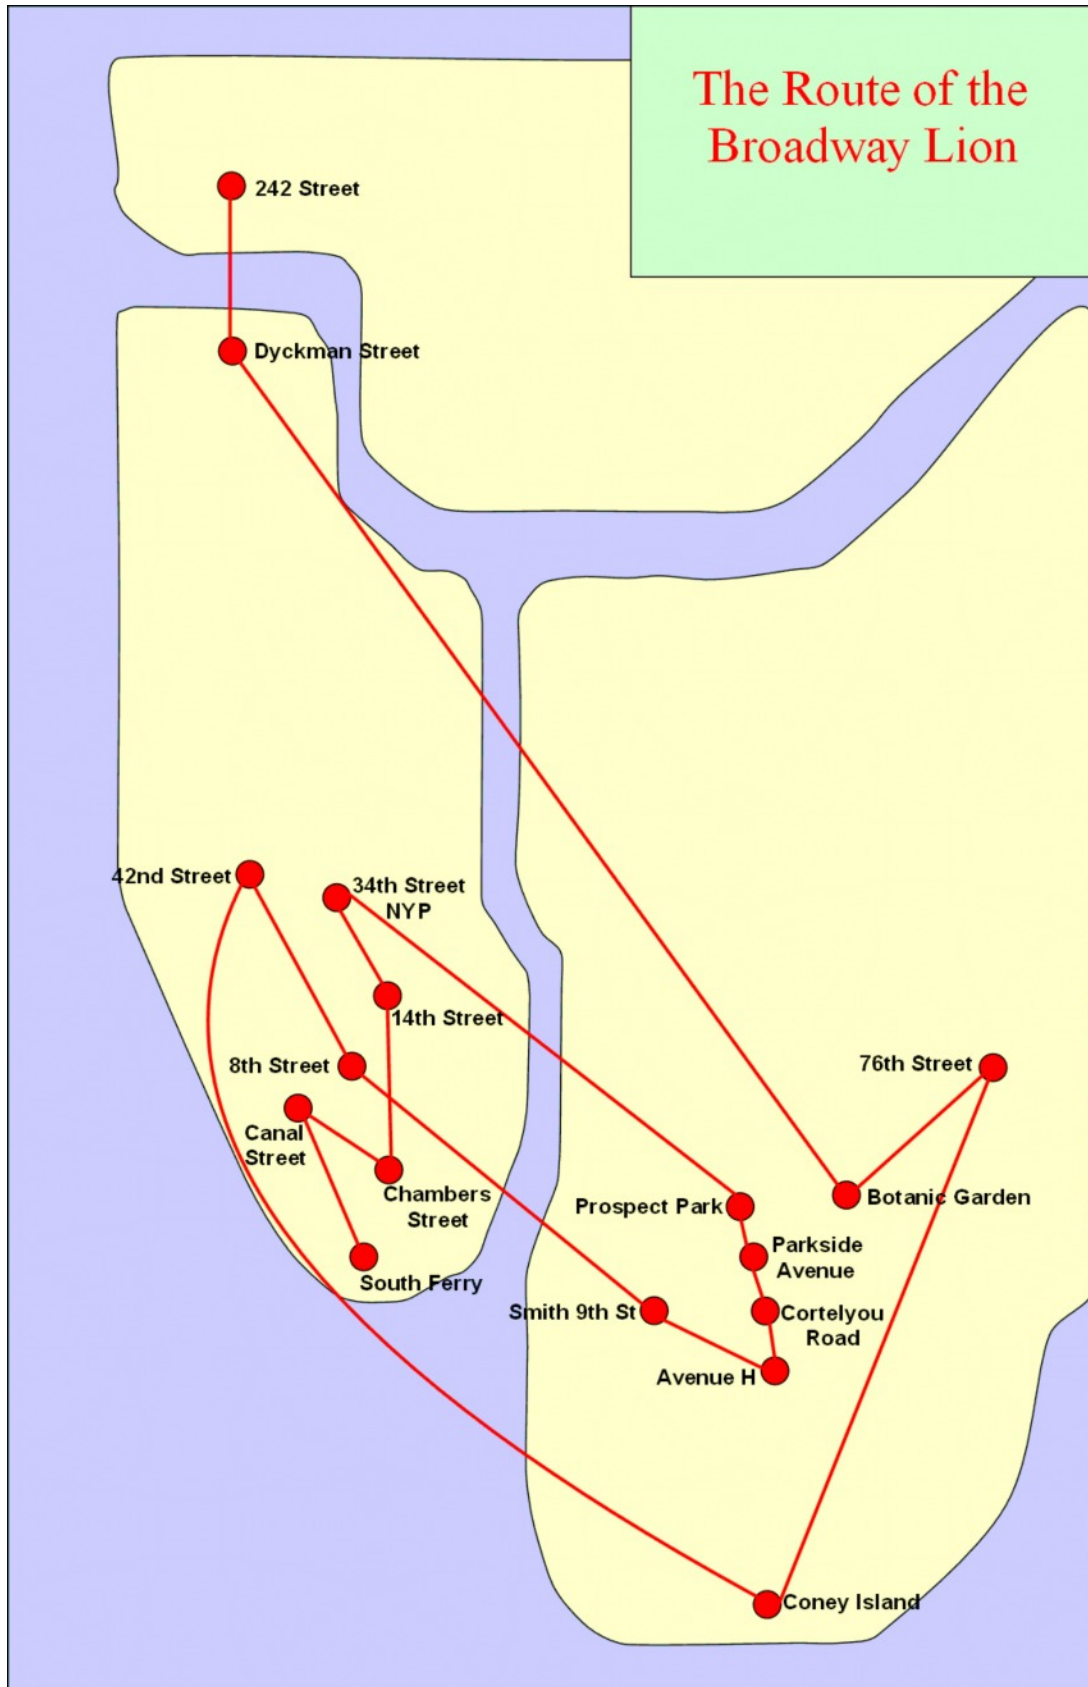 The Route of the
Broadway Lion
242 Street
Dyckman Street
42nd Street
34th Street
NYP
14th Street
8th Street
76th Street
Canal
Street
Chambers
Street
Prospect Park
Botanic Garden
Parkside
Avenue
South Ferry
Smith 9th St
Cortelyou
Road
Avenue H
Coney Island